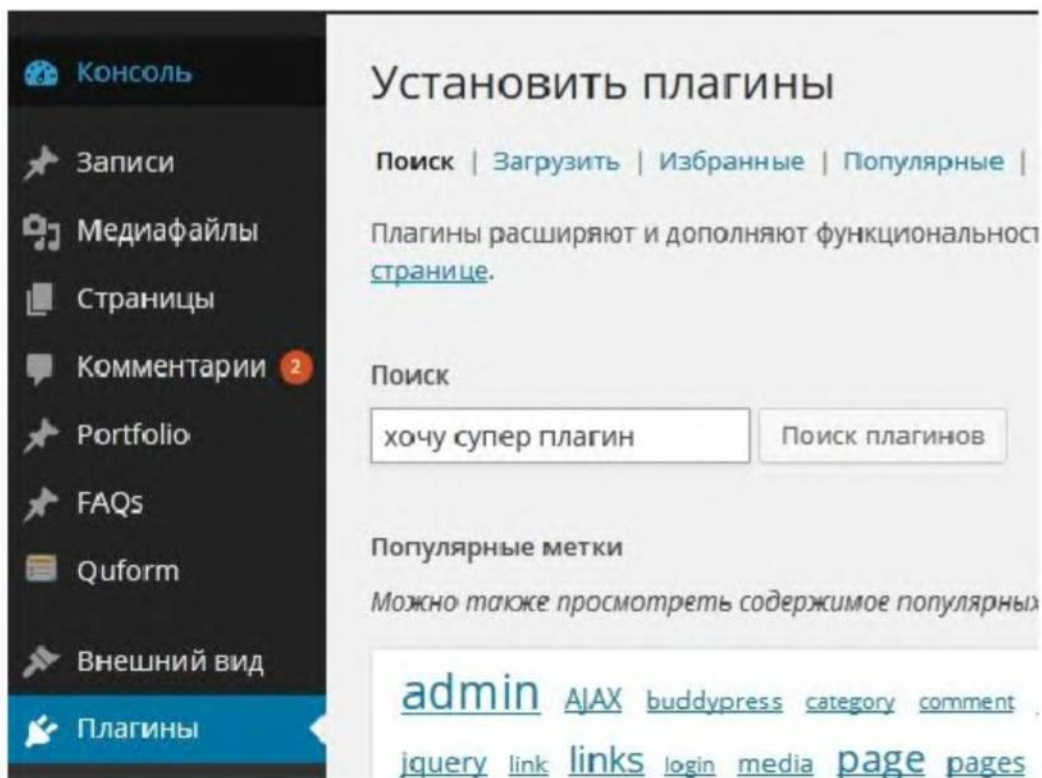 Консоль
Записи
Медиафайлы
Страницы
Комментарии 2
Portfolio
FAQs
Quform
Внешний вид
Плагины
Установить плагины
Поиск | Загрузить | Избранные | Популярные |
Плагины расширяют и дополняют функциональност
странице.
Поиск
хочу супер плагин Поиск плагинов
Популярные метки
Можно также просмотреть содержимое популярных
admin AJAX buddypress category comment
jquery link links login media page pages